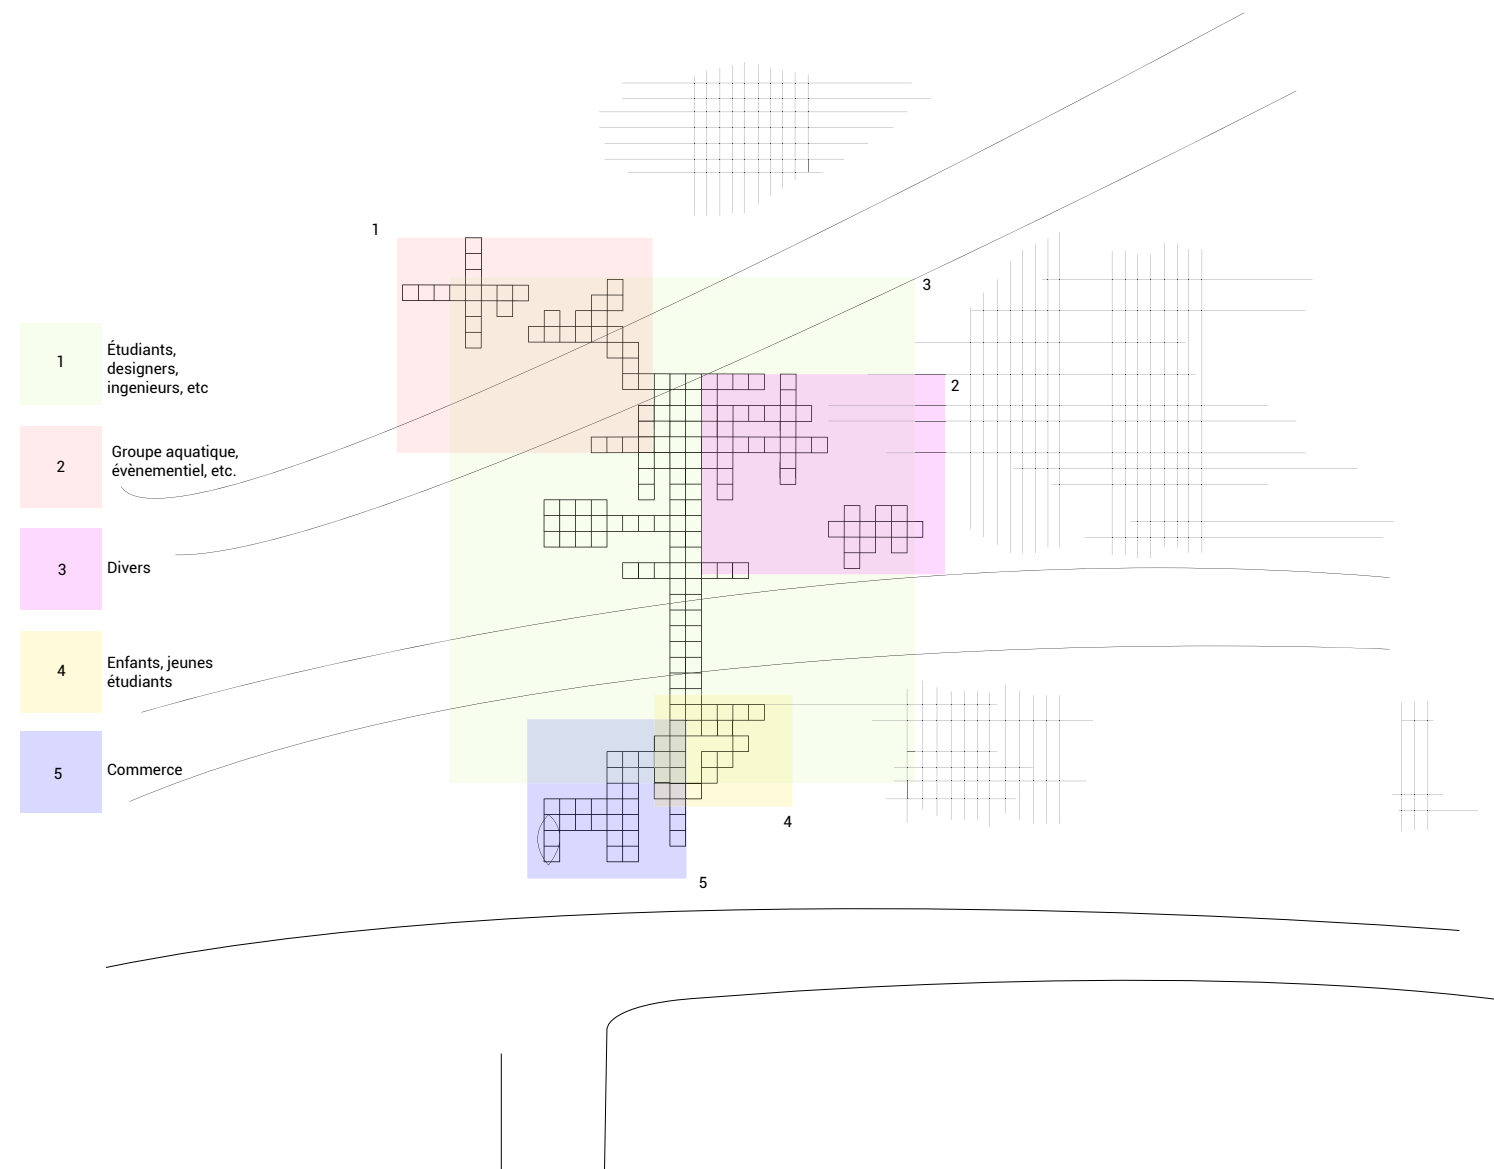 1
3
1
Étudiants,
designers,
ingenieurs, etc
2
2
Groupe aquatique,
évènementiel, etc.
3
Divers
4
Enfants, jeunes
étudiants
5
Commerce
4
5